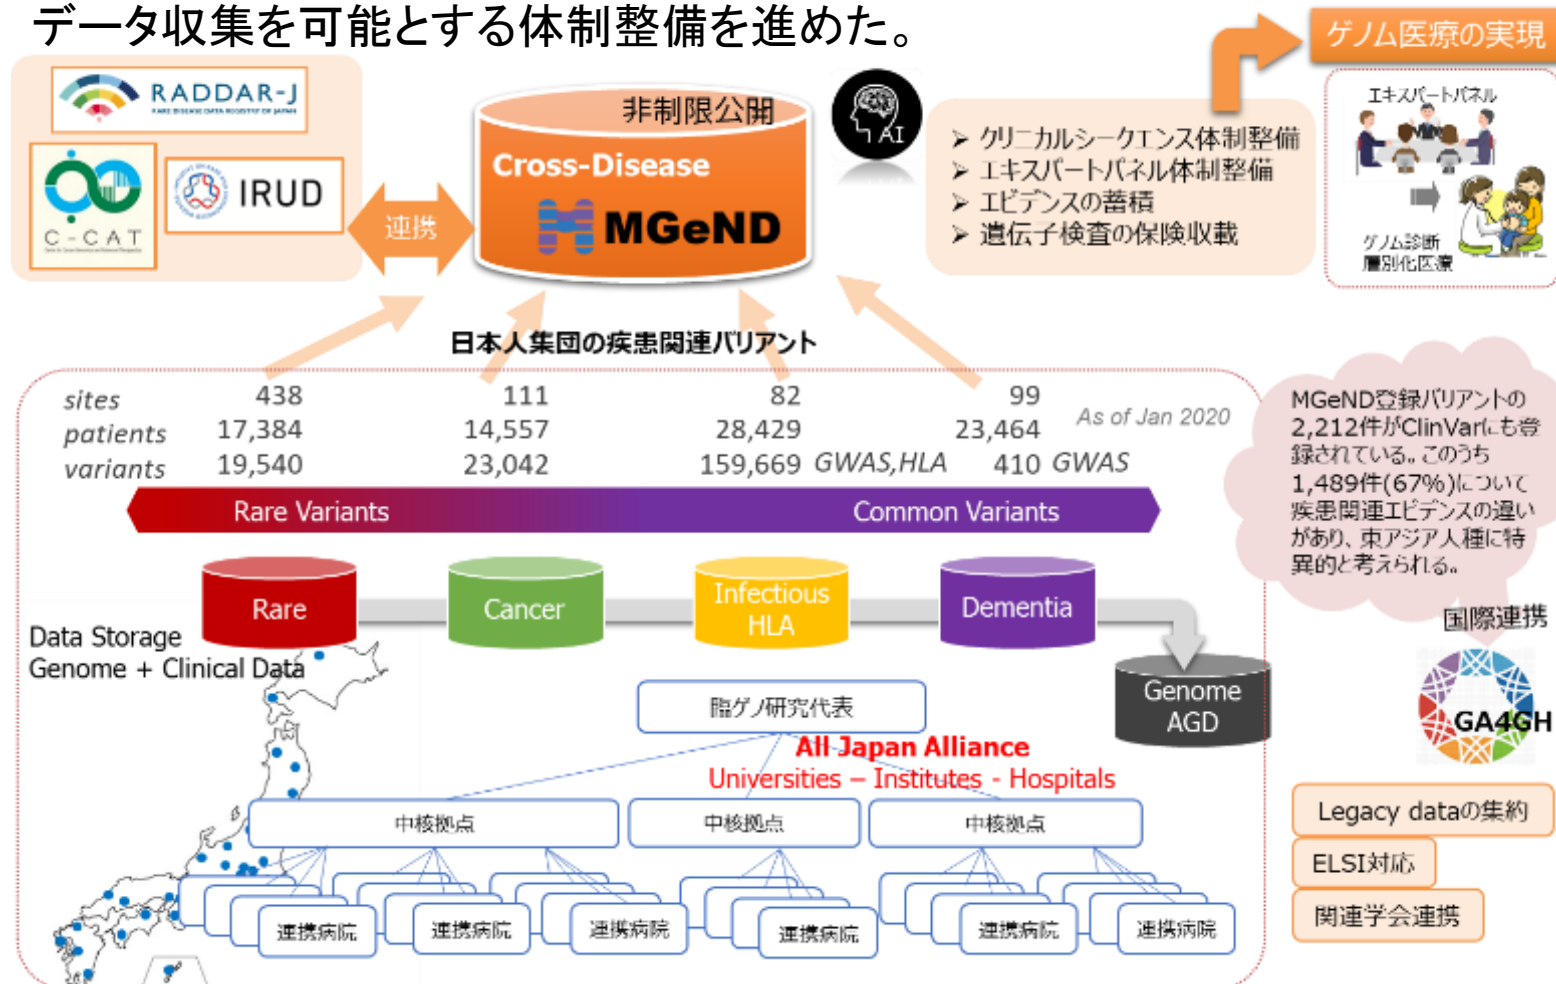 データ収集を可能とする体制整備を進めた。
ゲノム医療の実現
RADDAR-J
RARE DISEASE DATA REGISTRY OF JAPAN
C-CAT
IRUD
連携
非制限公開
Cross-Disease
MGeND
AI
➢ クリニカルシークエンス体制整備
➢ エキスパートパネル体制整備
➢ エビデンスの蓄積
➢ 遺伝子検査の保険収載
エキスパートパネル
ゲノム診断
層別化医療
日本人集団の疾患関連バリアント
sites 438 111 82 99
As of Jan 2020
patients 17,384 14,557 28,429 23,464
variants 19,540 23,042 159,669 GWAS,HLA 410 GWAS
Rare Variants Common Variants
Rare
Cancer
Infectious
HLA
Dementia
Genome
AGD
Data Storage
Genome + Clinical Data
臨ゲノ研究代表
All Japan Alliance
Universities – Institutes - Hospitals
中核拠点 中核拠点 中核拠点
連携病院 連携病院 連携病院 連携病院 連携病院 連携病院
MGeND登録バリアントの
2,212件がClinVarにも登
録されている。このうち
1,489件(67%)について
疾患関連エビデンスの違い
があり、東アジア人種に特
異的と考えられる。
国際連携
GA4GH
Legacy dataの集約
ELSI対応
関連学会連携